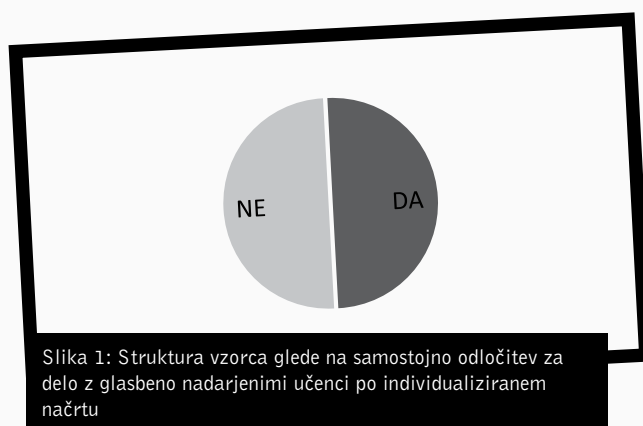 NE
DA
Slika 1: Struktura vzorca glede na samostojno odločitev za
delo z glasbeno nadarjenimi učenci po individualiziranem
načrtu